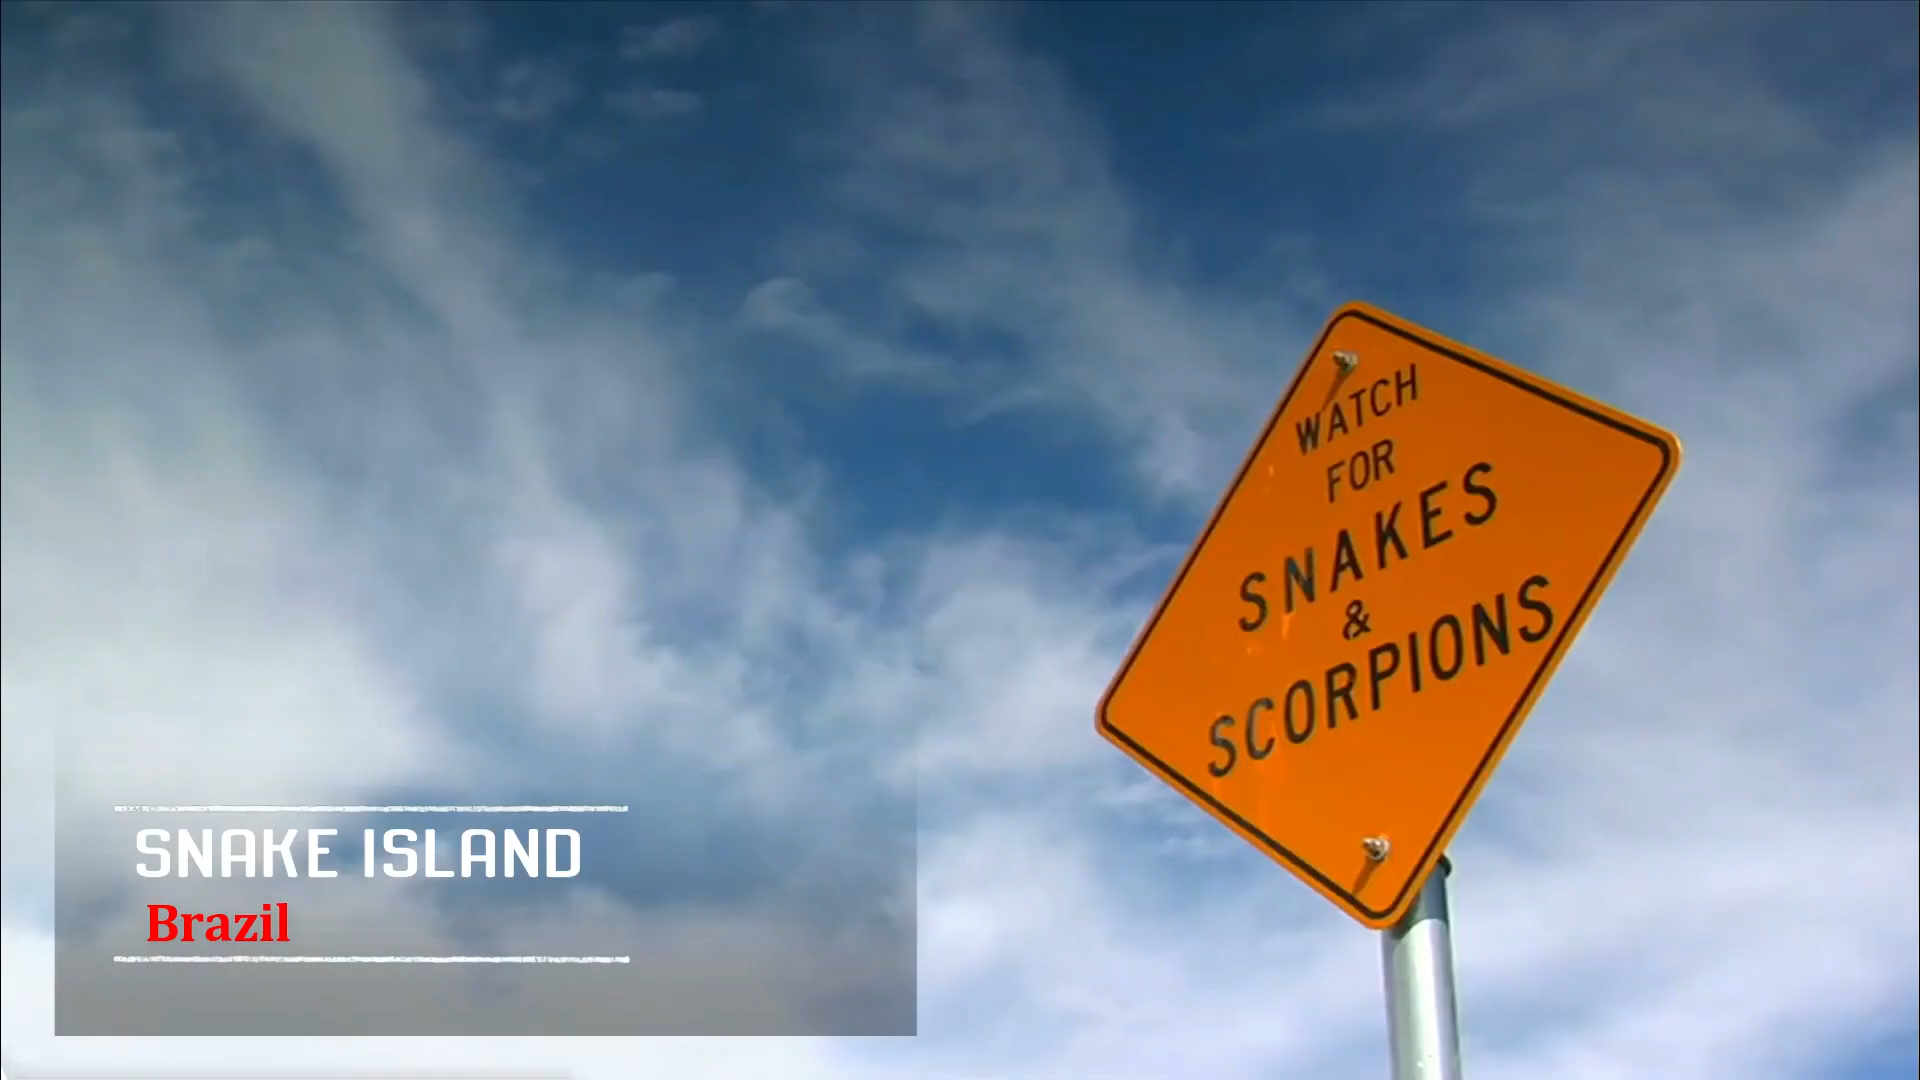 WATCH
FOR
SNAKES
&
SCORPIONS
SNAKE ISLAND
Brazil